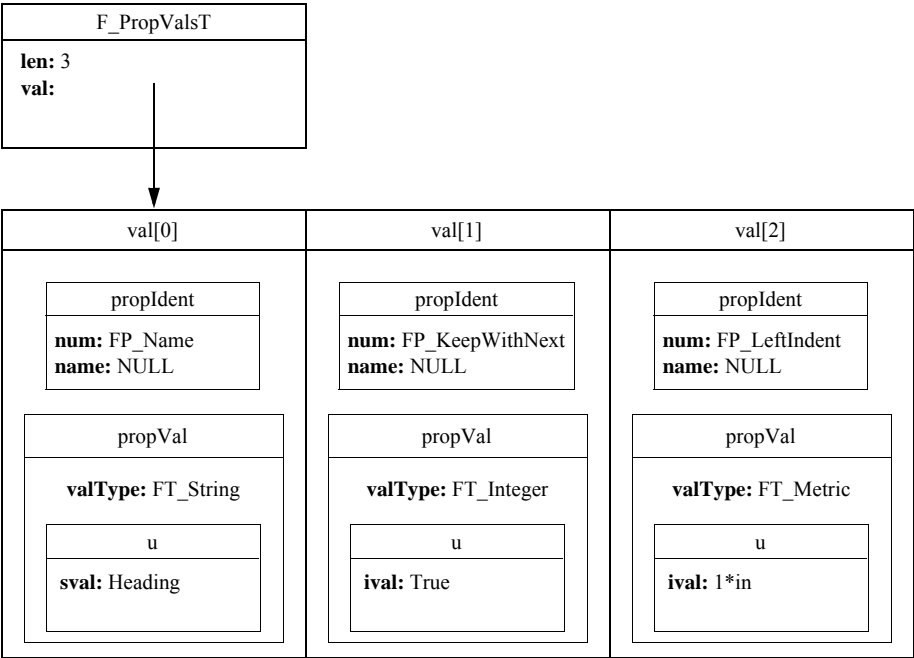 F_PropValsT
len: 3
val:
val[0]
val[1]
val[2]
propIdent
propIdent
propIdent
num: FP_Name
name: NULL
num: FP_KeepWithNext
name: NULL
num: FP_LeftIndent
name: NULL
propVal
propVal
propVal
valType: FT_String
valType: FT_Integer
valType: FT_Metric
u
u
u
sval: Heading
ival: True
ival: 1*in